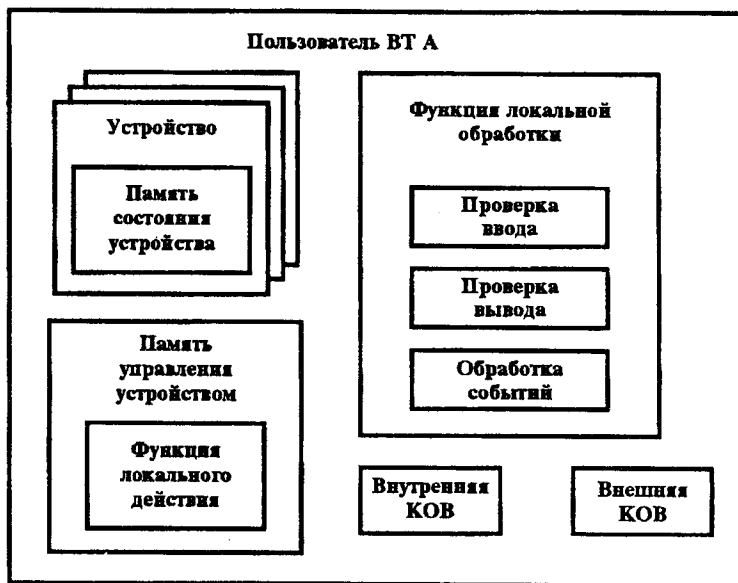 Пользователь ВТ А
Устройство
Память
состояния
устройства
Память
управления
устройством
Функция
локального
действия
Функция локальной
обработки
Проверка
ввода
Проверка
вывода
Обработка
событий
Внутренняя
КОВ
Внешняя
КОВ